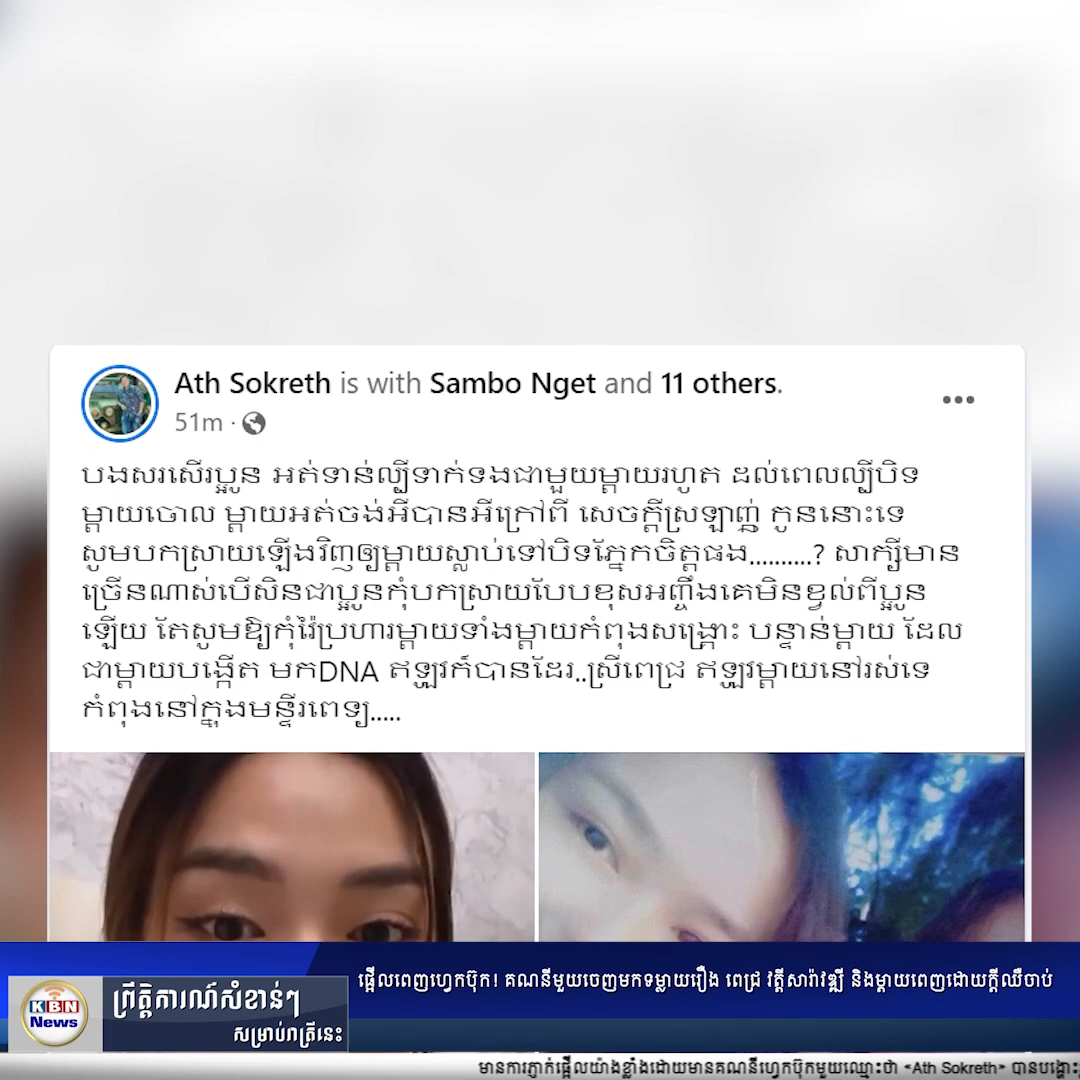 Ath Sokreth is with Sambo Nget and 11 others.
51m ·
បងសរសើរប្អូន អត់ទាន់ល្បីទាក់ទងជាមួយម្តាយរហូត ដល់ពេលល្បីបិទ
ម្តាយចោល ម្តាយអត់ចង់អីបានអីក្រៅពី សេចក្តីស្រឡាញ់ កូននោះទេ
សូមបកស្រាយឡើងវិញឲ្យម្តាយស្លាប់ទៅបិទភ្នែកចិត្តផង..........? សាក្សីមាន
ច្រើនណាស់បើសិនជាប្អូនកុំបកស្រាយបែបខុសអញ្ចឹងគេមិនខ្វល់ពីប្អូន
ឡើយ តែសូមឱ្យកុំវ៉ៃប្រហារម្តាយទាំងម្តាយកំពុងសង្គ្រោះ បន្ទាន់ម្តាយ ដែល
ជាម្តាយបង្កើត មកDNA ឥឡូវក៍បានដែរ..ស្រីពេជ្រ ឥឡូវម្តាយនៅរស់ទេ
កំពុងនៅក្នុងមន្ទីរពេទ្យ.....
ផ្អើលពេញហ្វេកប៊ុក! គណនីមួយចេញមកទម្លាយរឿង ពេជ្រ វត្តីសារ៉ាវឌ្ឍី និងម្តាយពេញដោយក្តីឈឺចាប់
KBN
News
ព្រឹត្តិការណ៍សំខាន់ៗ
សម្រាប់រាត្រីនេះ
មានការភ្ញាក់ផ្អើលយ៉ាងខ្លាំងដោយមានគណនីហ្វេកប៊ុកមួយឈ្មោះថា «Ath Sokreth» បានបង្ហោះ